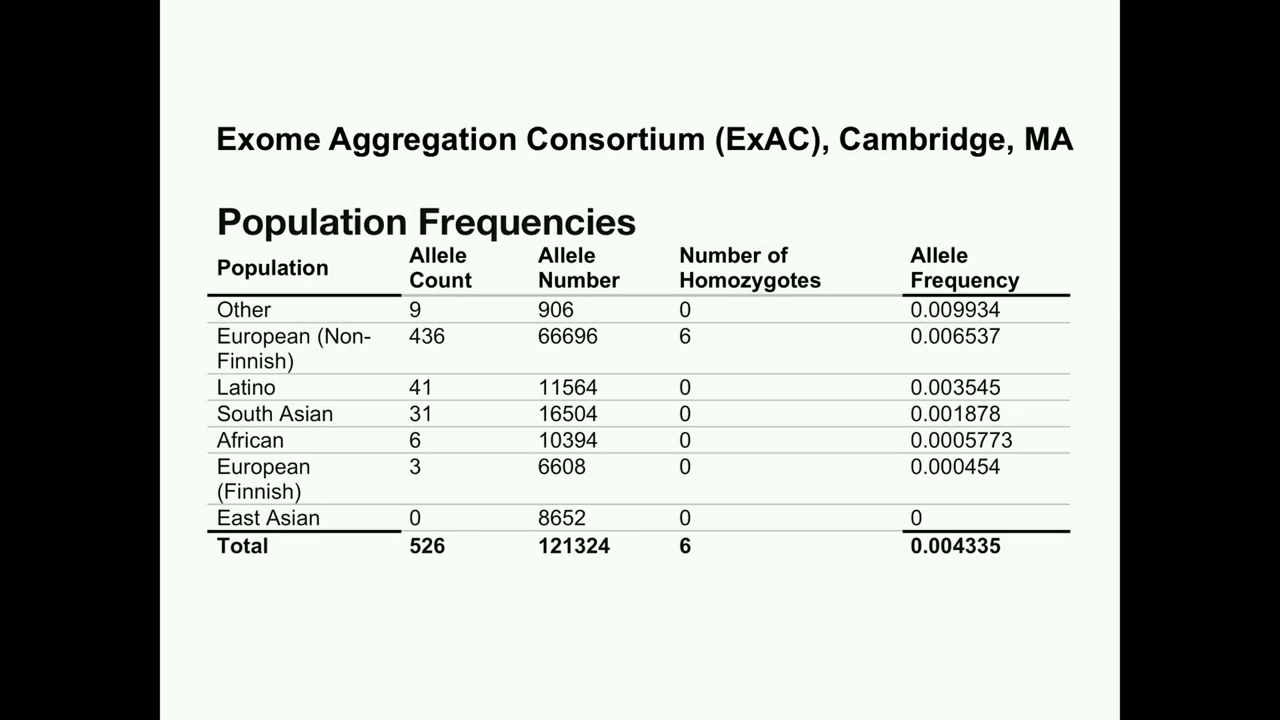 Exome Aggregation Consortium (ExAC), Cambridge, MA
Population Frequencies
Population Allele Count Allele Number Number of Homozygotes Allele Frequency
Other 9 906 0 0.009934
European (Non-Finnish) 436 66696 6 0.006537
Latino 41 11564 0 0.003545
South Asian 31 16504 0 0.001878
African 6 10394 0 0.0005773
European (Finnish) 3 6608 0 0.000454
East Asian 0 8652 0 0
Total 526 121324 6 0.004335